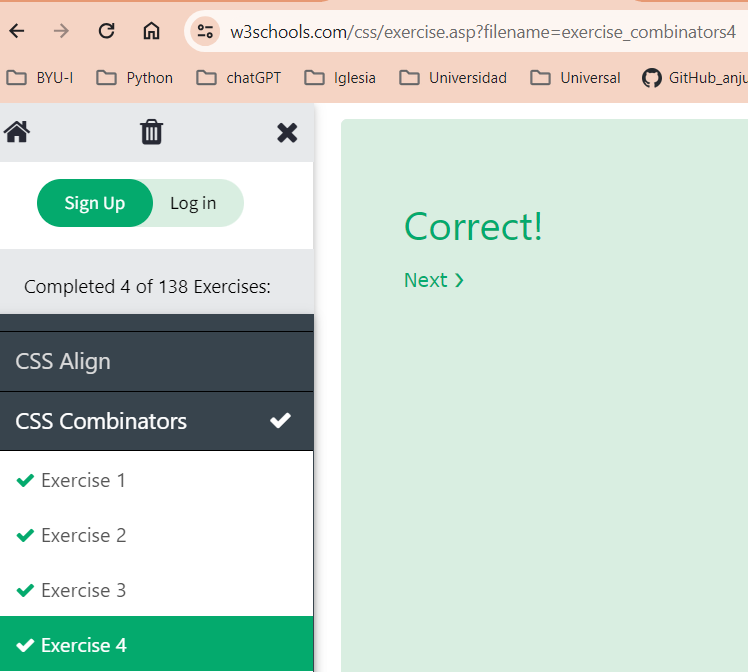 w3schools.com/css/exercise.asp?filename=exercise_combinators4
BYU-I Python chatGPT Iglesia Universidad Universal GitHub_anju
Sign Up Log in
Completed 4 of 138 Exercises:
CSS Align
CSS Combinators
Exercise 1
Exercise 2
Exercise 3
Exercise 4
Correct!
Next ❯